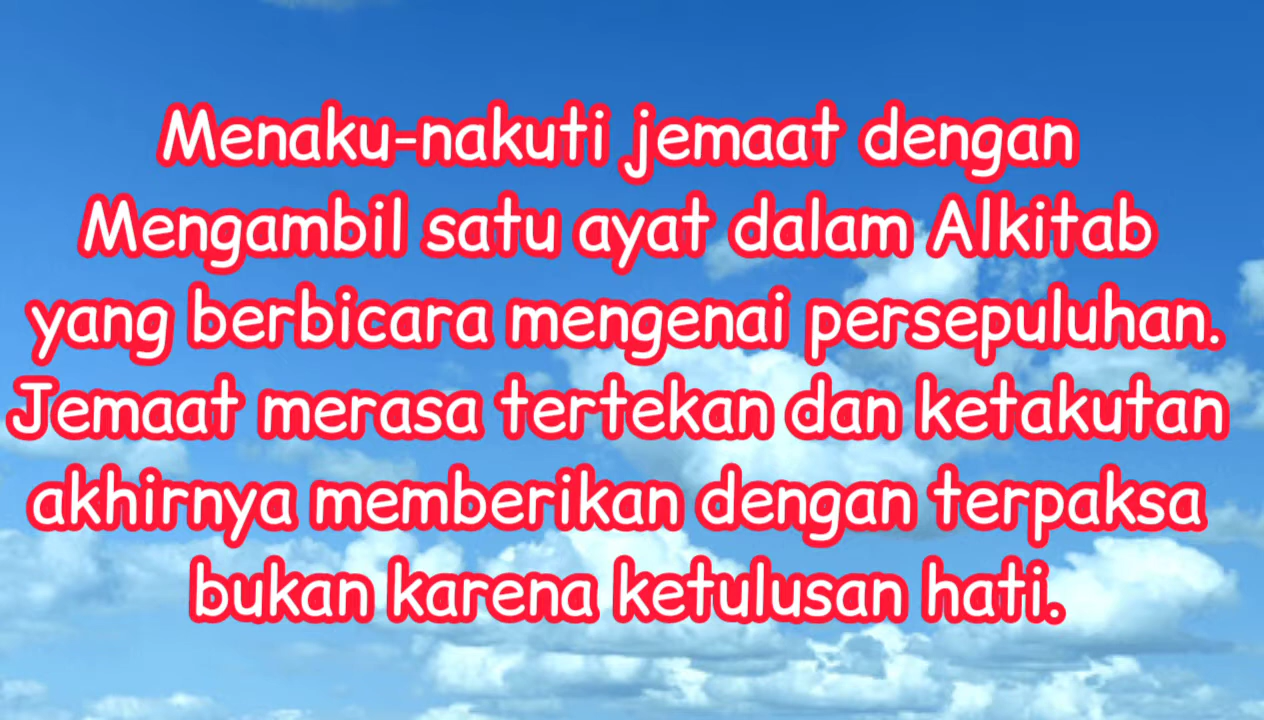 Menaku-nakuti jemaat dengan
Mengambil satu ayat dalam Alkitab
yang berbicara mengenai persepuluhan.
Jemaat merasa tertekan dan ketakutan
akhirnya memberikan dengan terpaksa
bukan karena ketulusan hati.